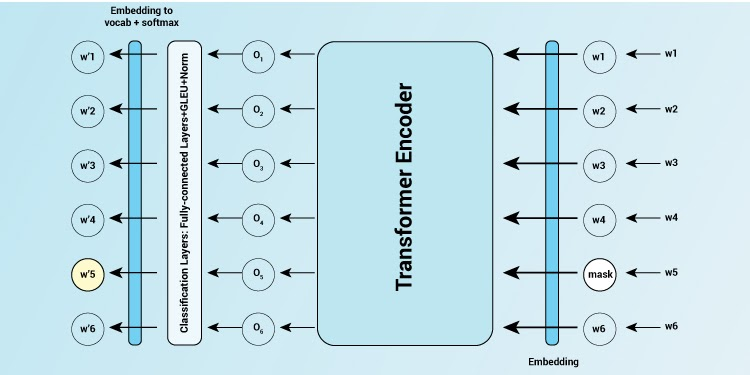 Embedding to
vocab + softmax
w'1
O1
w1
w1
w'2
O2
w2
w2
w'3
O3
w3
w3
w'4
O4
w4
w4
w'5
O5
mask
w5
w'6
O6
w6
w6
Classification Layers: Fully-connected Layers+GLEU+Norm
Transformer Encoder
Embedding